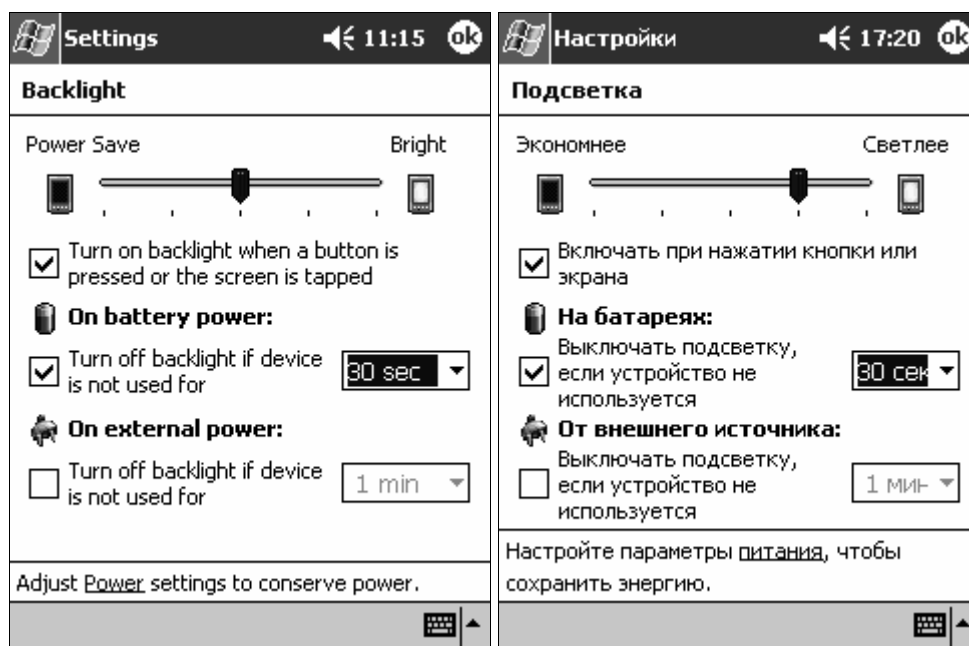 Settings 11:15 ok
Backlight
Power Save Bright
Turn on backlight when a button is
pressed or the screen is tapped
On battery power:
Turn off backlight if device
is not used for
30 sec
On external power:
Turn off backlight if device
is not used for
1 min
Adjust Power settings to conserve power.
Настройки 17:20 ok
Подсветка
Экономнее Светлее
Включать при нажатии кнопки или
экрана
На батареях:
Выключать подсветку,
если устройство не
используется
30 сек
От внешнего источника:
Выключать подсветку,
если устройство не
используется
1 мин
Настройте параметры питания, чтобы
сохранить энергию.